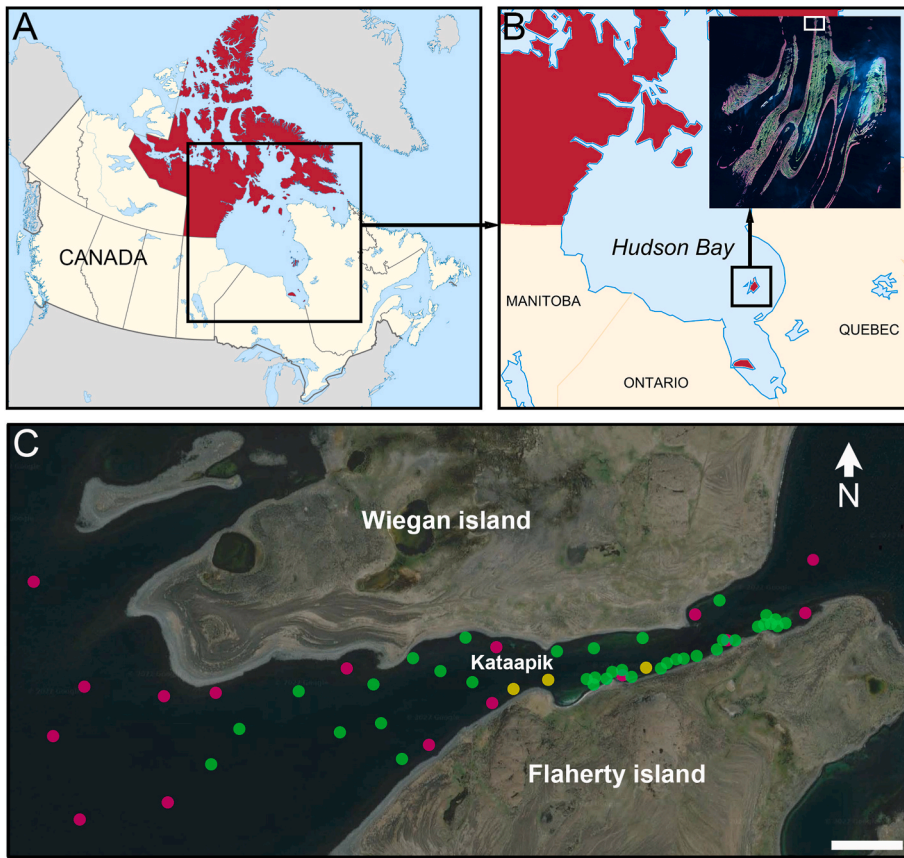 A
CANADA
B
Hudson Bay
MANITOBA
QUEBEC
ONTARIO
C
N
Wiegan island
Kataapik
Flaherty island